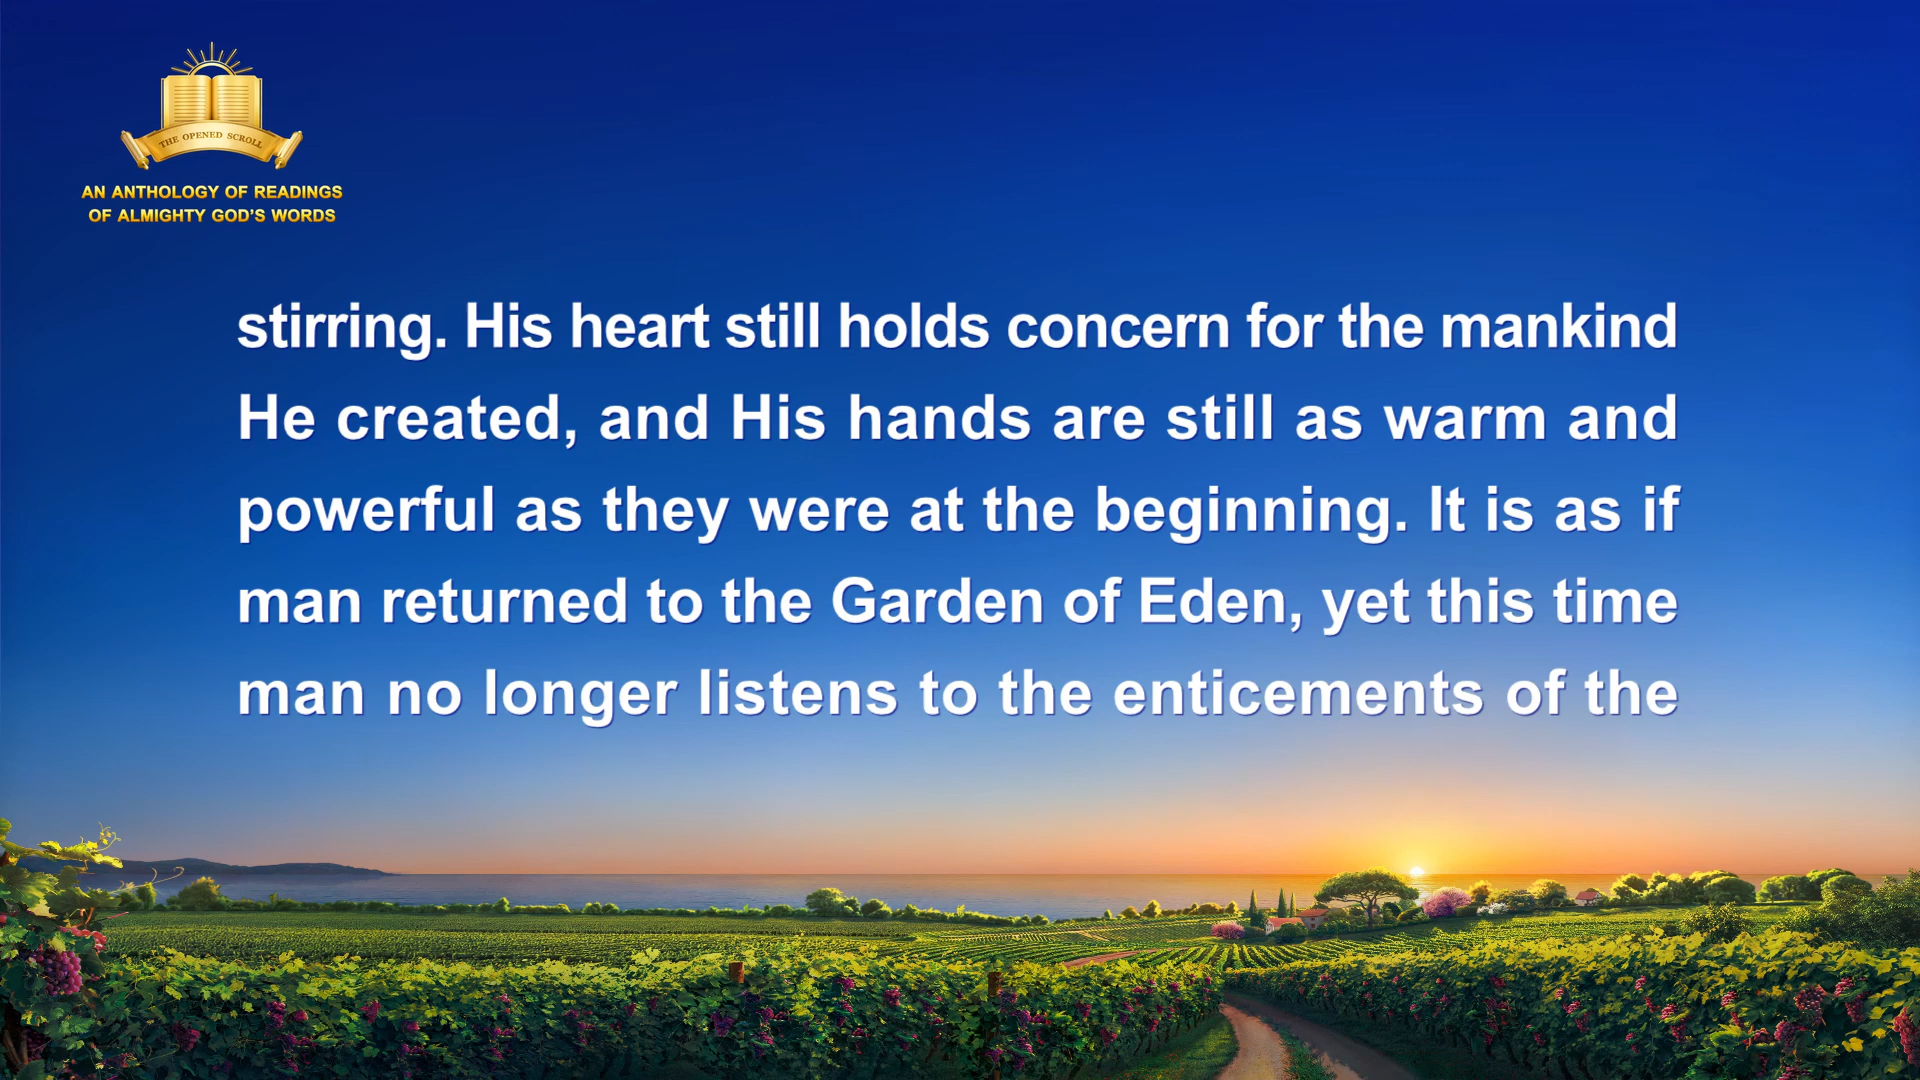 THE OPENED SCROLL
AN ANTHOLOGY OF READINGS
OF ALMIGHTY GOD'S WORDS
stirring. His heart still holds concern for the mankind
He created, and His hands are still as warm and
powerful as they were at the beginning. It is as if
man returned to the Garden of Eden, yet this time
man no longer listens to the enticements of the